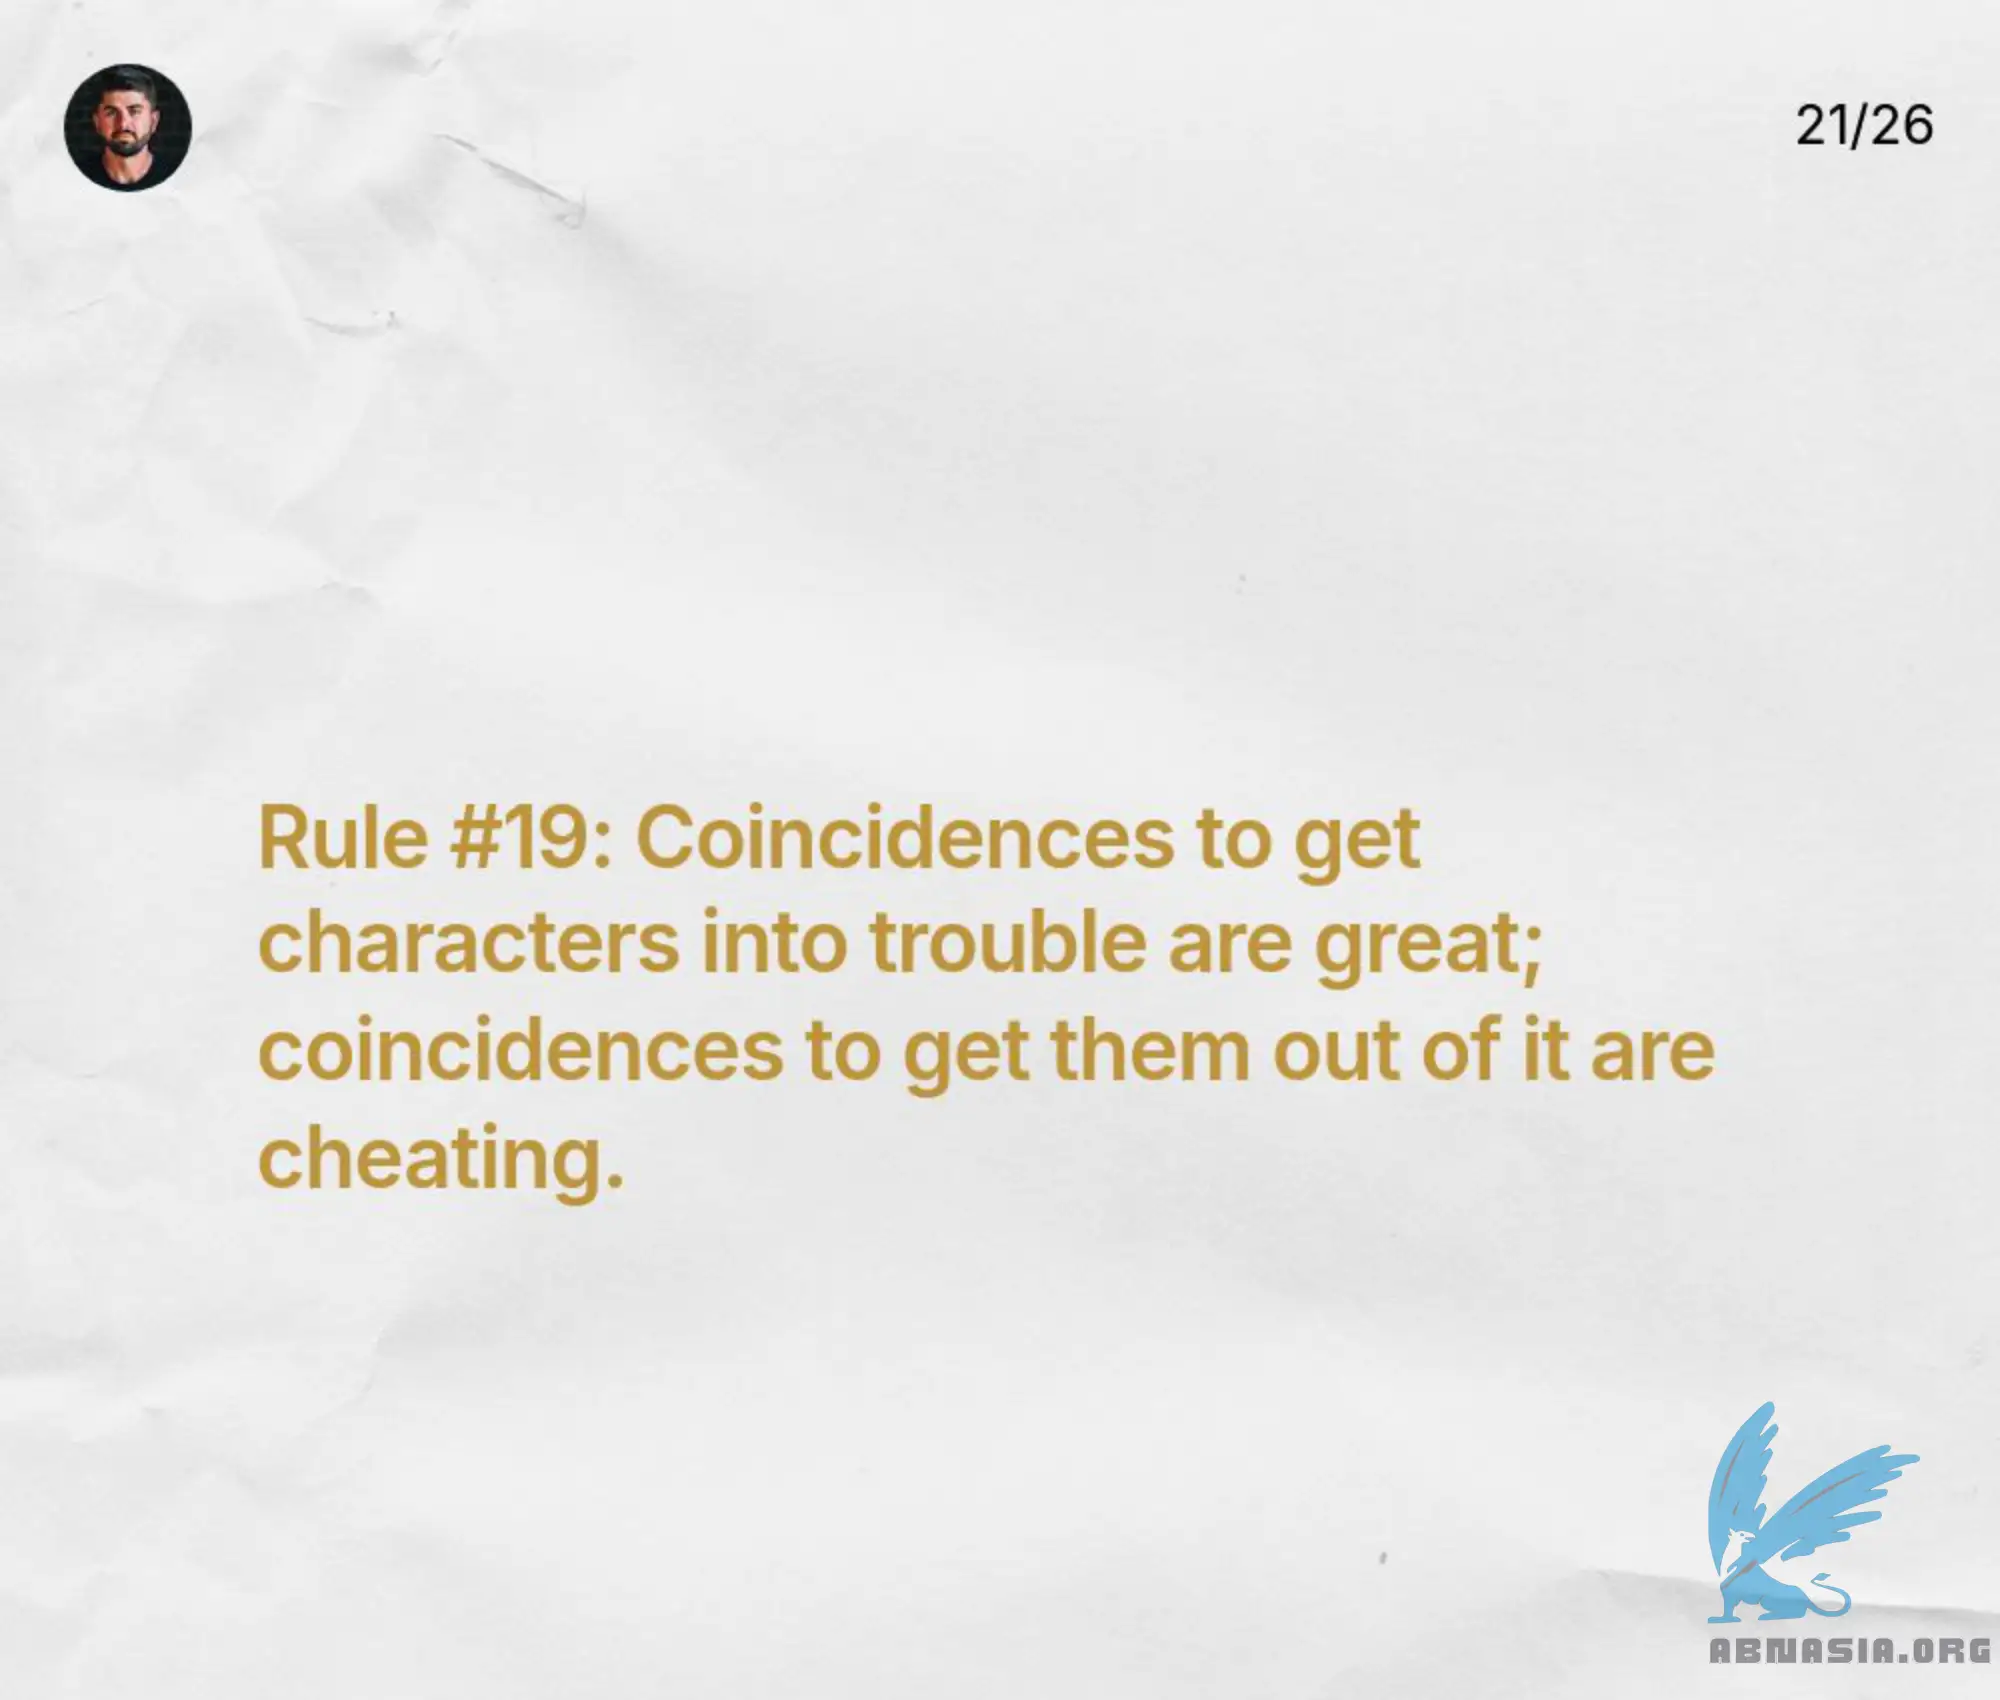 21/26
Rule #19: Coincidences to get
characters into trouble are great;
coincidences to get them out of it are
cheating.
ABNASIA.ORG